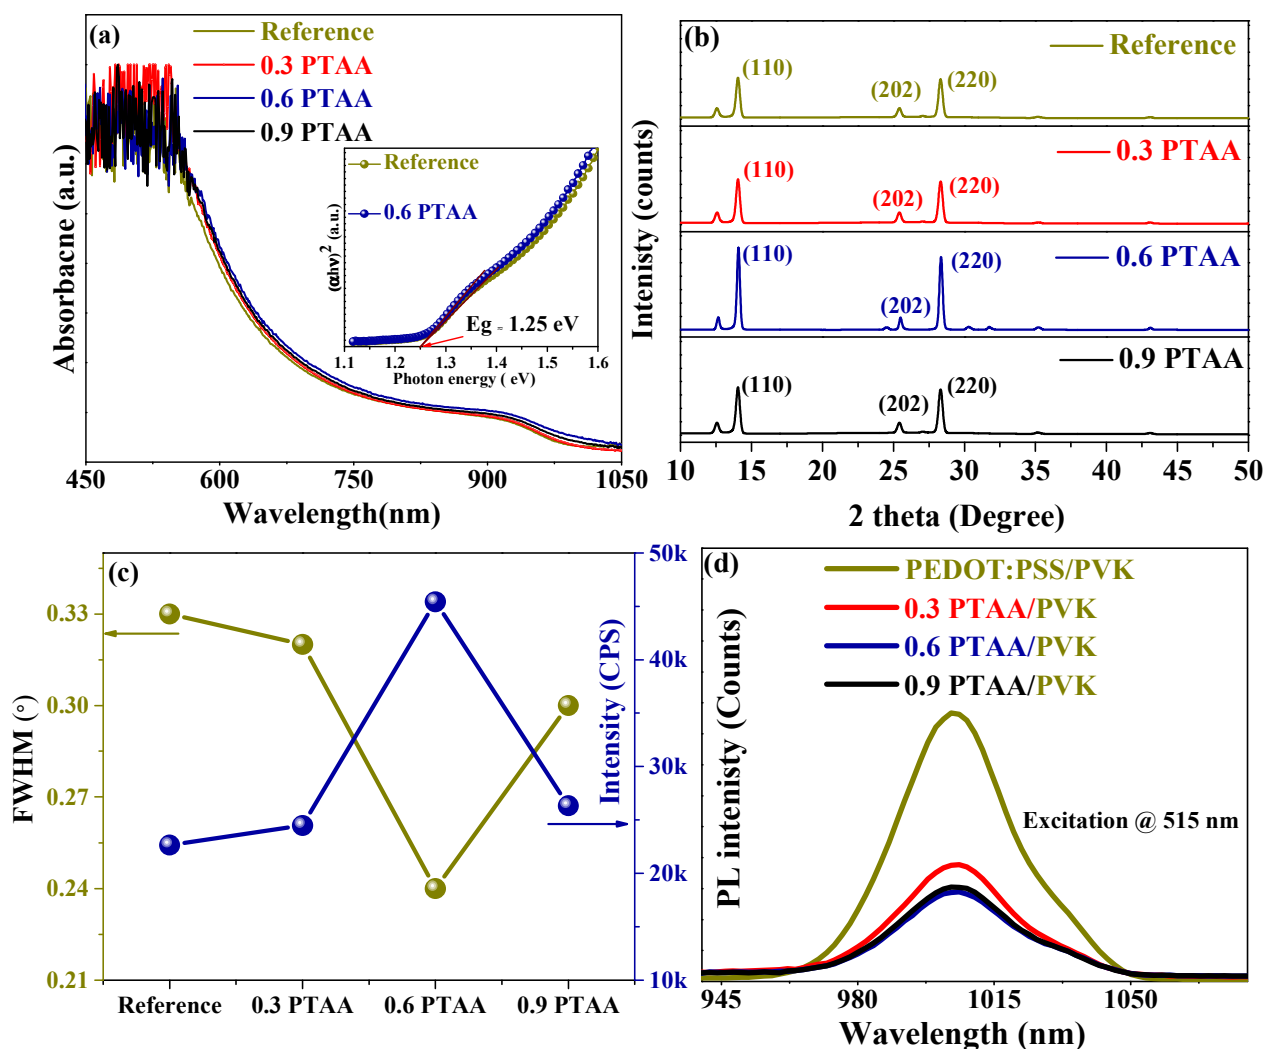 (a)
Reference
0.3 PTAA
0.6 PTAA
0.9 PTAA
Absorbacne (a.u.)
450 600 750 900 1050
Wavelength(nm)
Reference
0.6 PTAA
(αhν)² (a.u.)
Eg ≈ 1.25 eV
1.1 1.2 1.3 1.4 1.5 1.6
Photon energy ( eV)
(b)
Reference
(110) (202) (220)
0.3 PTAA
(110) (202) (220)
0.6 PTAA
(110) (202) (220)
0.9 PTAA
(110) (202) (220)
Intenisty (counts)
10 15 20 25 30 35 40 45 50
2 theta (Degree)
(c)
FWHM (°)
0.33
0.30
0.27
0.24
0.21
Reference 0.3 PTAA 0.6 PTAA 0.9 PTAA
50k
40k
30k
20k
10k
Intensity (CPS)
(d)
PEDOT:PSS/PVK
0.3 PTAA/PVK
0.6 PTAA/PVK
0.9 PTAA/PVK
Excitation @ 515 nm
PL intenisty (Counts)
945 980 1015 1050
Wavelength (nm)